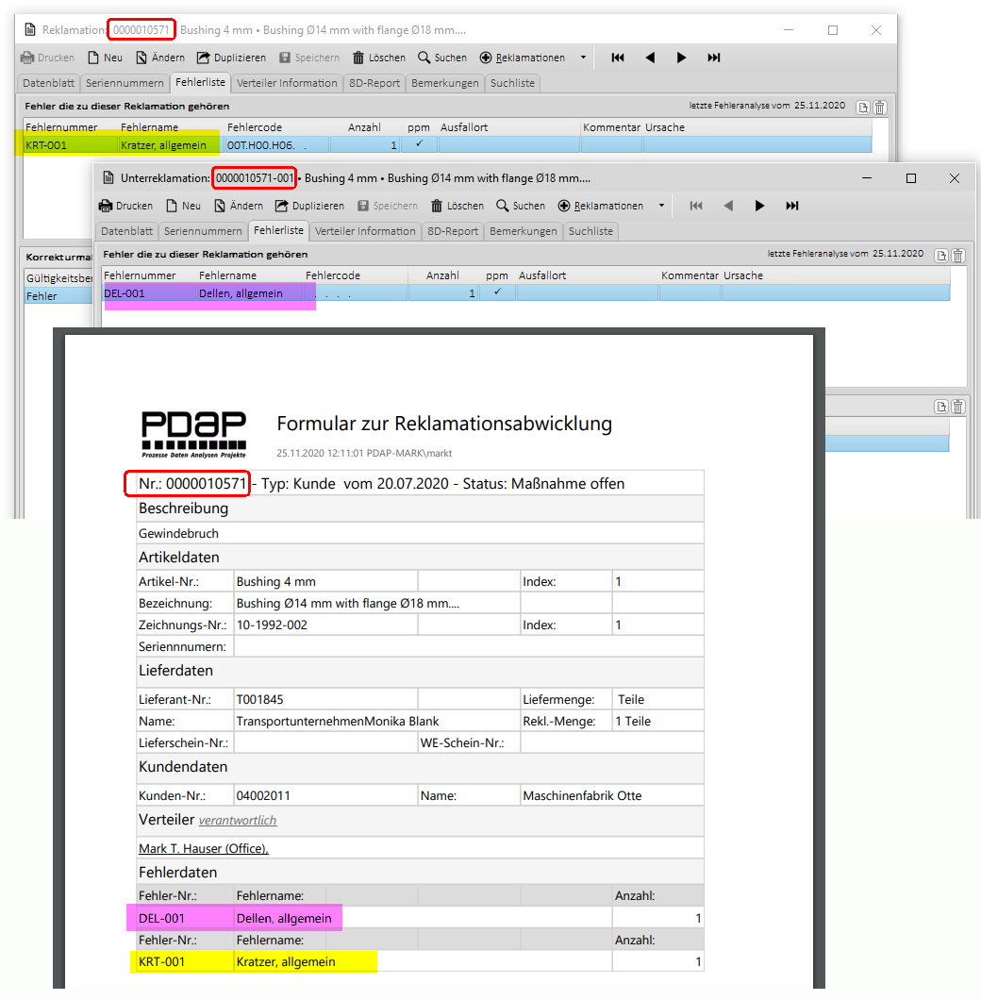 Reklamation: 0000010571 • Bushing 4 mm • Bushing Ø14 mm with flange Ø18 mm....
Drucken Neu Ändern Duplizieren Speichern Löschen Suchen Reklamationen
Datenblatt Seriennummern Fehlerliste Verteiler Information 8D-Report Bemerkungen Suchliste
Fehler die zu dieser Reklamation gehören letzte Fehleranalyse vom 25.11.2020
Fehlernummer Fehlername Fehlercode Anzahl ppm Ausfallort Kommentar Ursache
KRT-001 Kratzer, allgemein 00T.H00.H06. . 1 ✓
Unterreklamation: 0000010571-001 • Bushing 4 mm • Bushing Ø14 mm with flange Ø18 mm....
Drucken Neu Ändern Duplizieren Speichern Löschen Suchen Reklamationen
Datenblatt Seriennummern Fehlerliste Verteiler Information 8D-Report Bemerkungen Suchliste
Korrekturma
Fehler die zu dieser Reklamation gehören letzte Fehleranalyse vom 25.11.2020
Gültigkeitsber
Fehlernummer Fehlername Fehlercode Anzahl ppm Ausfallort Kommentar Ursache
Fehler
DEL-001 Dellen, allgemein . . . . 1 ✓
PDAP
Prozesse Daten Analysen Projekte
Formular zur Reklamationsabwicklung
25.11.2020 12:11:01 PDAP-MARK\markt
Nr.: 0000010571 - Typ: Kunde vom 20.07.2020 - Status: Maßnahme offen
Beschreibung
Gewindebruch
Artikeldaten
Artikel-Nr.: Bushing 4 mm Index: 1
Bezeichnung: Bushing Ø14 mm with flange Ø18 mm....
Zeichnungs-Nr.: 10-1992-002 Index: 1
Seriennnumern:
Lieferdaten
Lieferant-Nr.: T001845 Liefermenge: Teile
Name: TransportunternehmenMonika Blank Rekl.-Menge: 1 Teile
Lieferschein-Nr.: WE-Schein-Nr.:
Kundendaten
Kunden-Nr.: 04002011 Name: Maschinenfabrik Otte
Verteiler verantwortlich
Mark T. Hauser (Office),
Fehlerdaten
Fehler-Nr.: Fehlername: Anzahl:
DEL-001 Dellen, allgemein 1
Fehler-Nr.: Fehlername: Anzahl:
KRT-001 Kratzer, allgemein 1